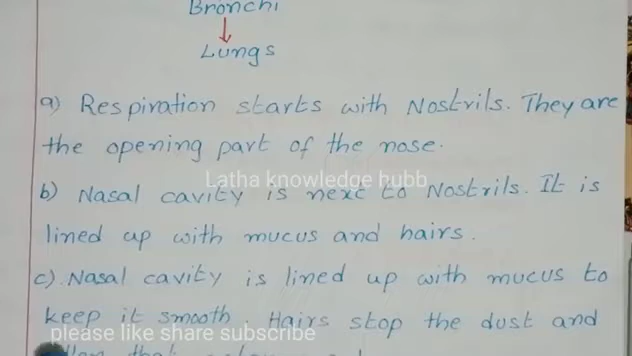 Bronchi
↓
Lungs
a) Respiration starts with Nostrils. They are
the opening part of the nose.
Latha knowledge hubb
b) Nasal cavity is next to Nostrils. It is
lined up with mucus and hairs.
c). Nasal cavity is lined up with mucus to
keep it smooth. Hairs stop the dust and
please like share subscribe